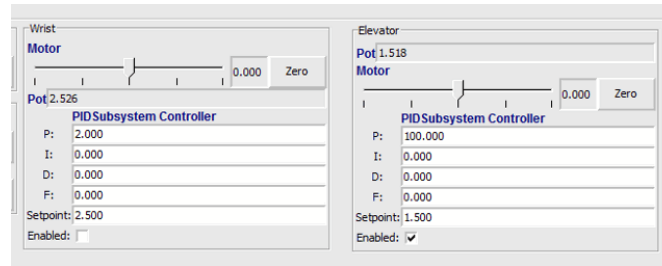 Wrist
Motor
0.000 Zero
Pot 2.526
PIDSubsystem Controller
P: 2.000
I: 0.000
D: 0.000
F: 0.000
Setpoint: 2.500
Enabled:
Elevator
Pot 1.518
Motor
0.000 Zero
PIDSubsystem Controller
P: 100.000
I: 0.000
D: 0.000
F: 0.000
Setpoint: 1.500
Enabled: